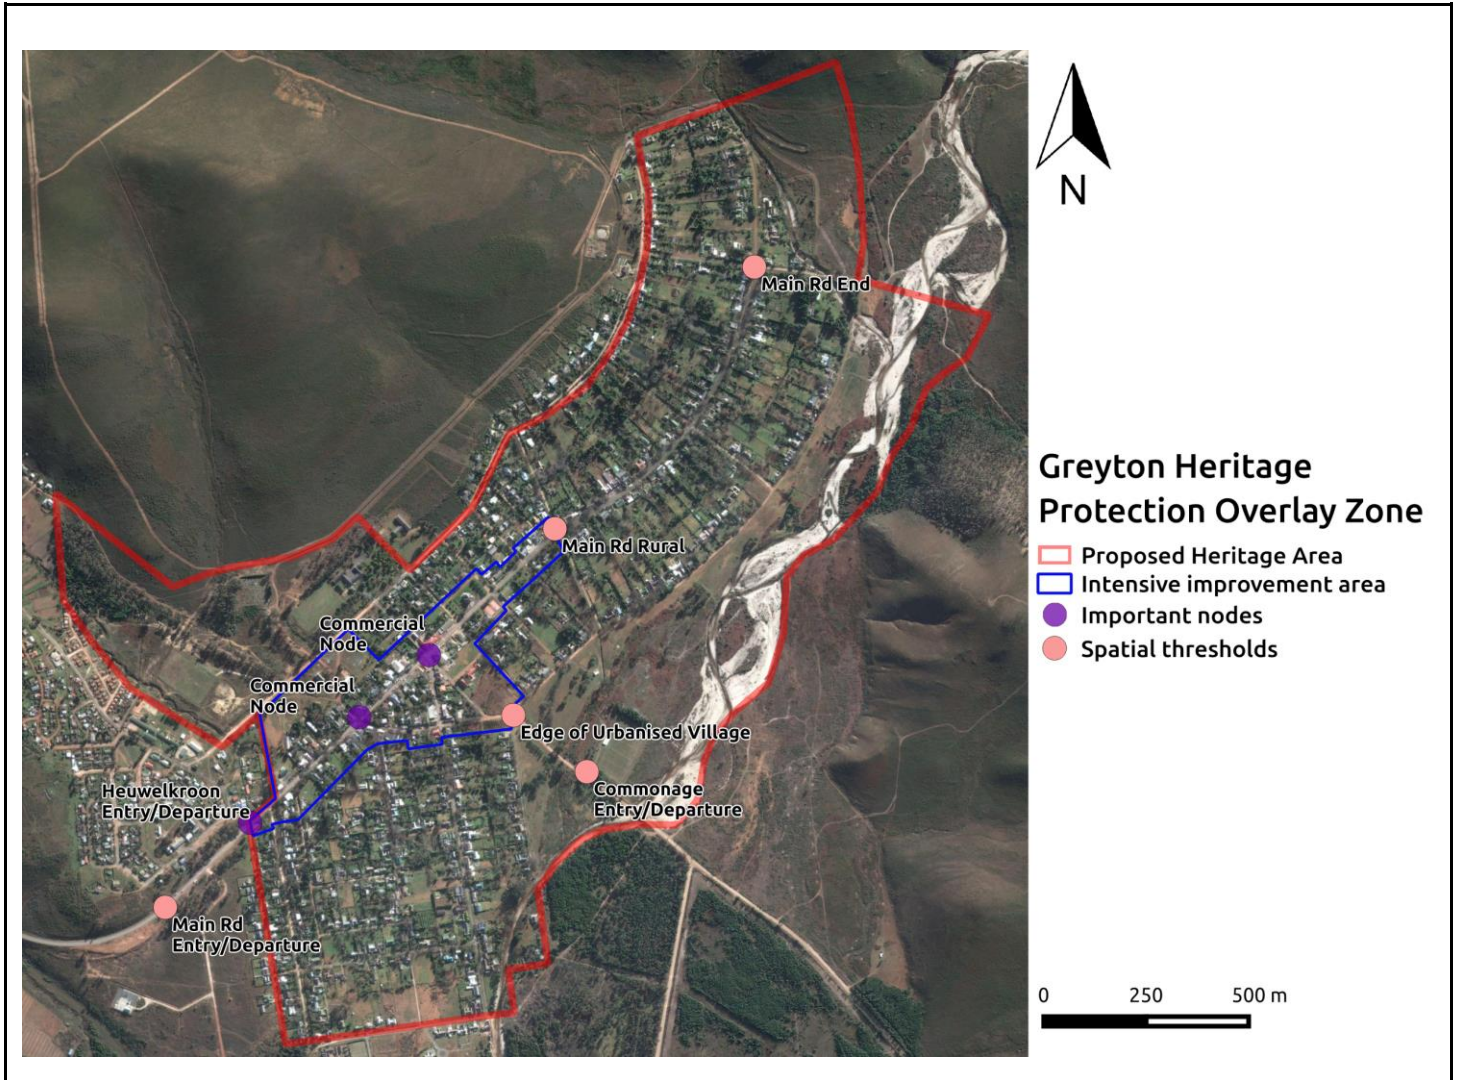 N
Main Rd End
Main Rd Rural
Commercial
Node
Commercial
Node
Edge of Urbanised Village
Heuwelkroon
Entry/Departure
Commonage
Entry/Departure
Main Rd
Entry/Departure
Greyton Heritage
Protection Overlay Zone
Proposed Heritage Area
Intensive improvement area
Important nodes
Spatial thresholds
0 250 500 m